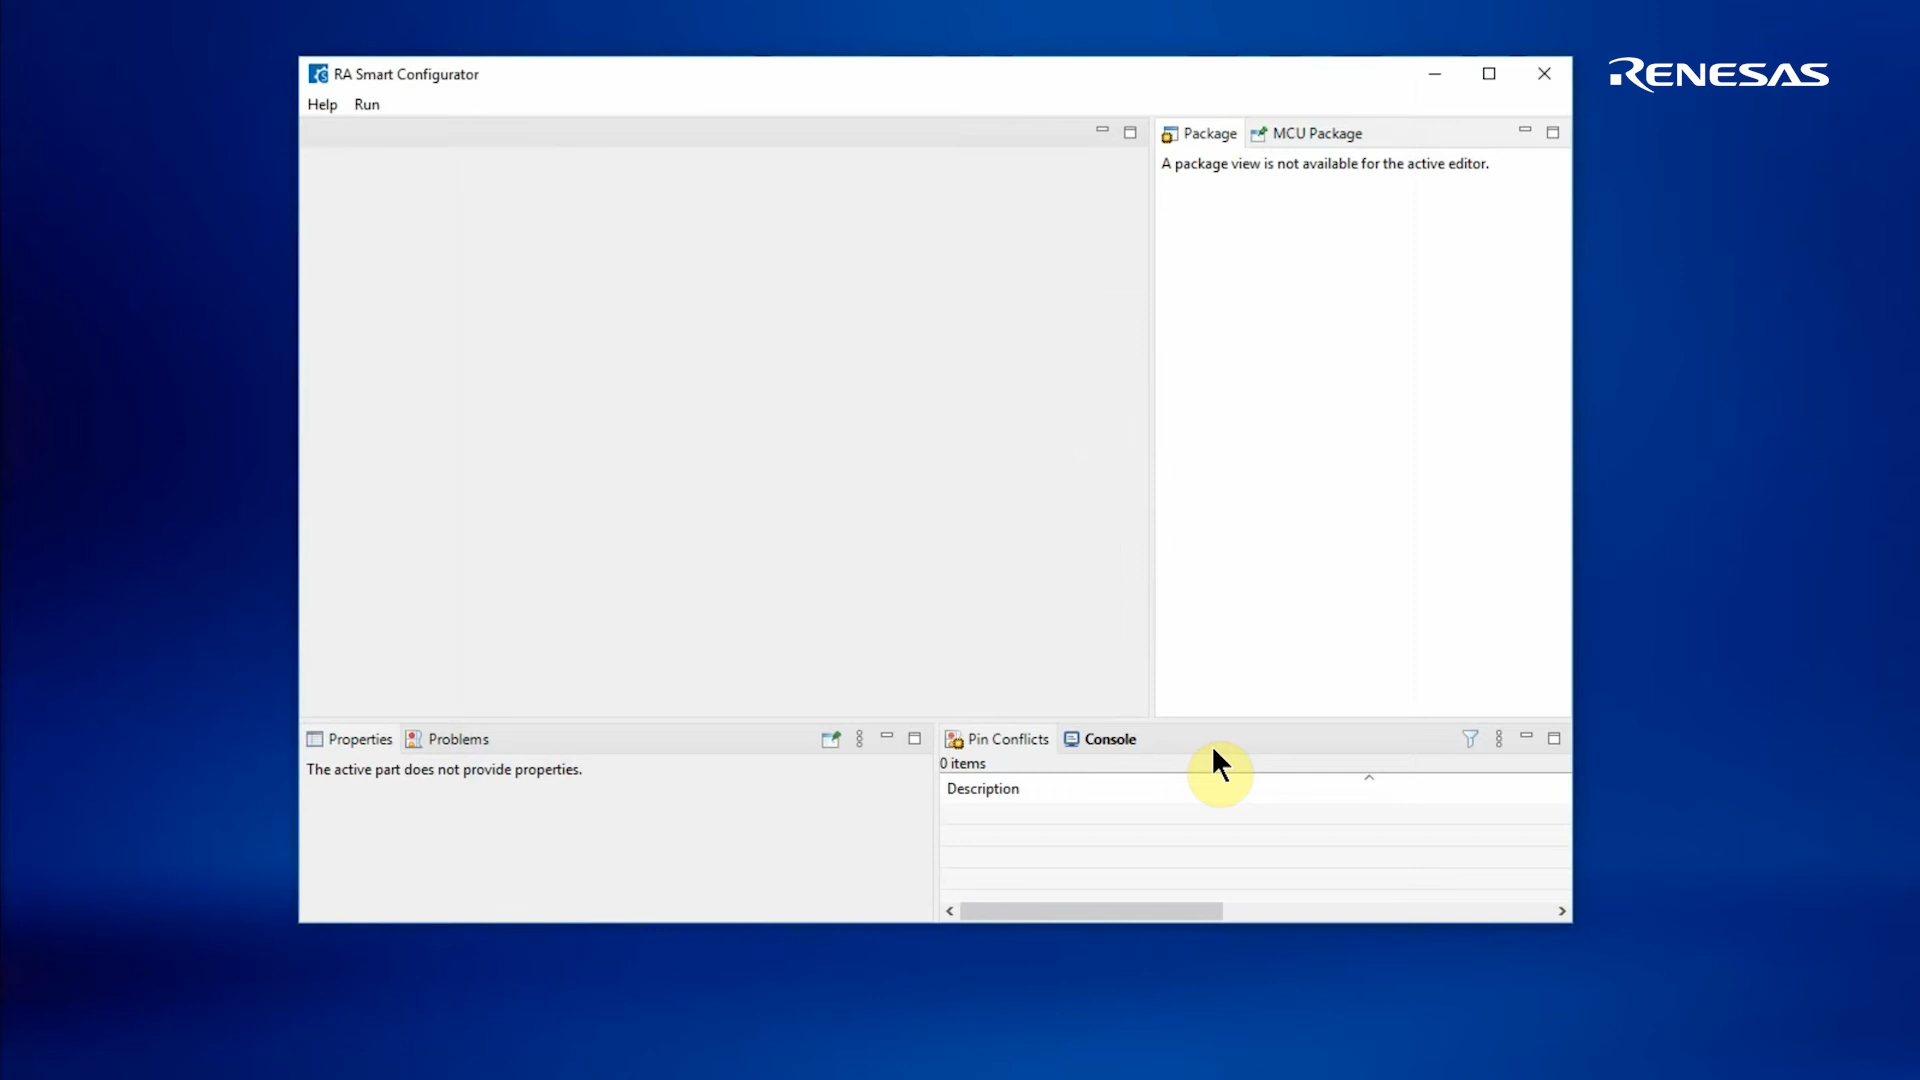 RA Smart Configurator
RENESAS
Help Run
Package MCU Package
A package view is not available for the active editor.
Properties Problems
Pin Conflicts Console
The active part does not provide properties.
0 items
Description